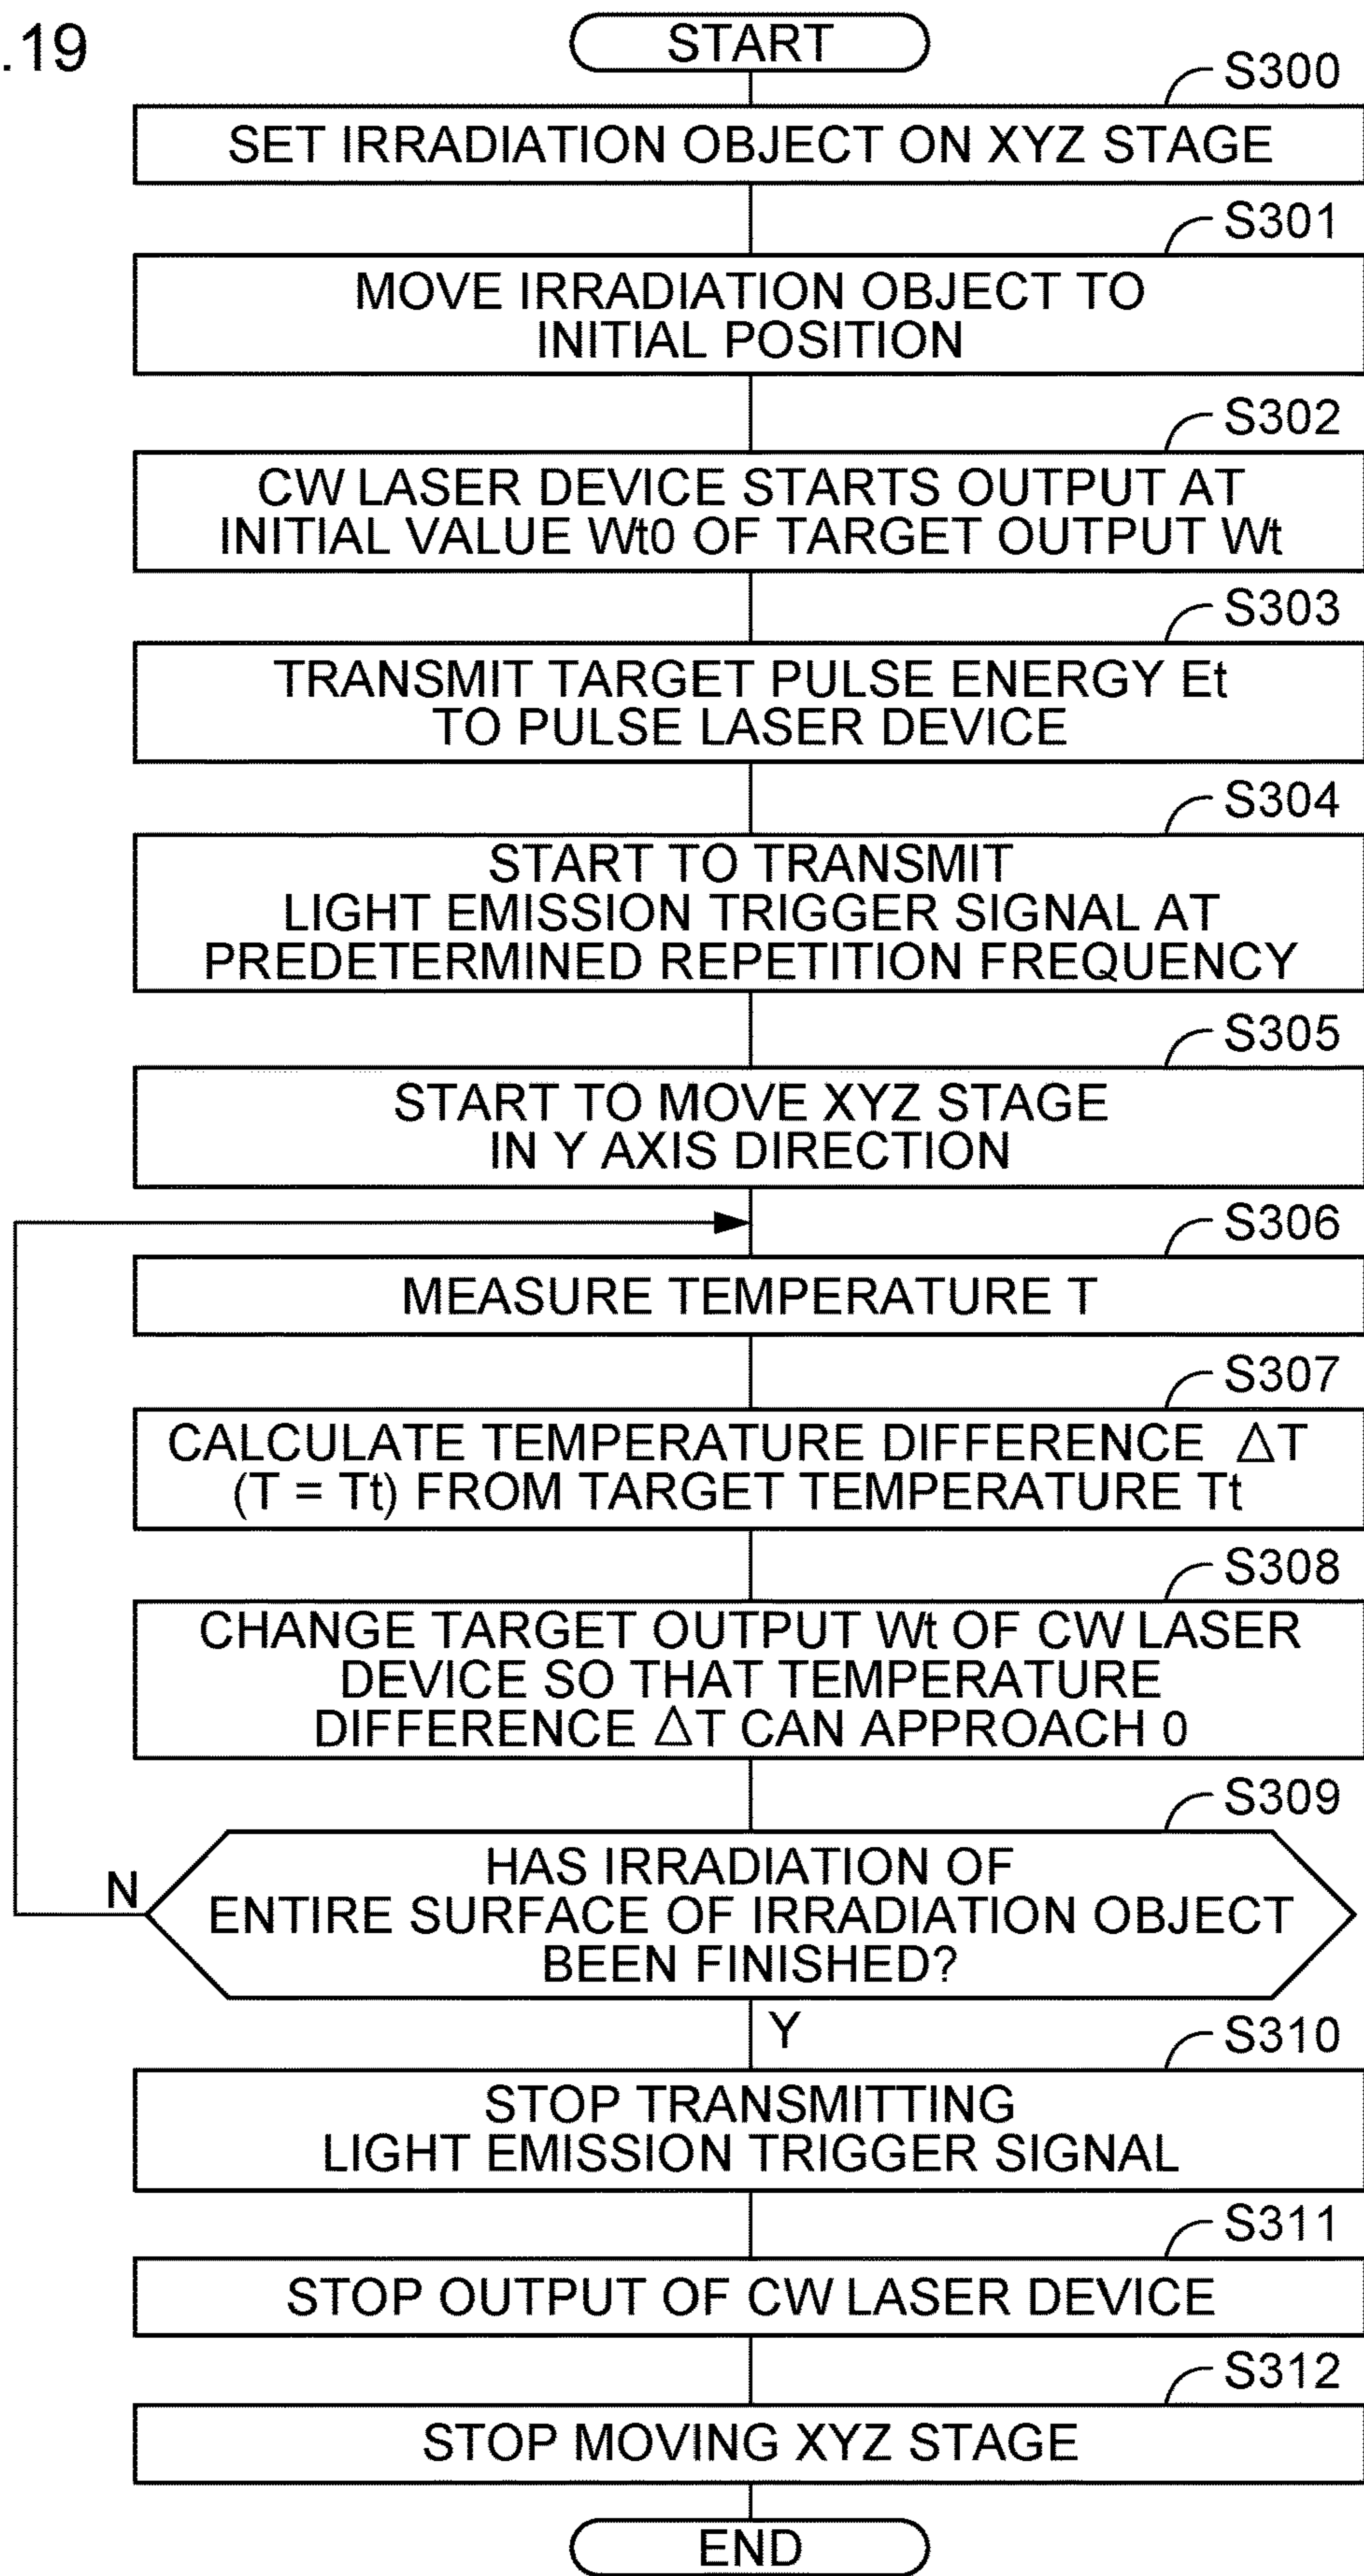 .19
START
S300
SET IRRADIATION OBJECT ON XYZ STAGE
S301
MOVE IRRADIATION OBJECT TO
INITIAL POSITION
S302
CW LASER DEVICE STARTS OUTPUT AT
INITIAL VALUE Wt0 OF TARGET OUTPUT Wt
S303
TRANSMIT TARGET PULSE ENERGY Et
TO PULSE LASER DEVICE
S304
START TO TRANSMIT
LIGHT EMISSION TRIGGER SIGNAL AT
PREDETERMINED REPETITION FREQUENCY
S305
START TO MOVE XYZ STAGE
IN Y AXIS DIRECTION
S306
MEASURE TEMPERATURE T
S307
CALCULATE TEMPERATURE DIFFERENCE △T
(T = Tt) FROM TARGET TEMPERATURE Tt
S308
CHANGE TARGET OUTPUT Wt OF CW LASER
DEVICE SO THAT TEMPERATURE
DIFFERENCE △T CAN APPROACH 0
S309
HAS IRRADIATION OF
N
ENTIRE SURFACE OF IRRADIATION OBJECT
BEEN FINISHED?
Y
S310
STOP TRANSMITTING
LIGHT EMISSION TRIGGER SIGNAL
S311
STOP OUTPUT OF CW LASER DEVICE
S312
STOP MOVING XYZ STAGE
END